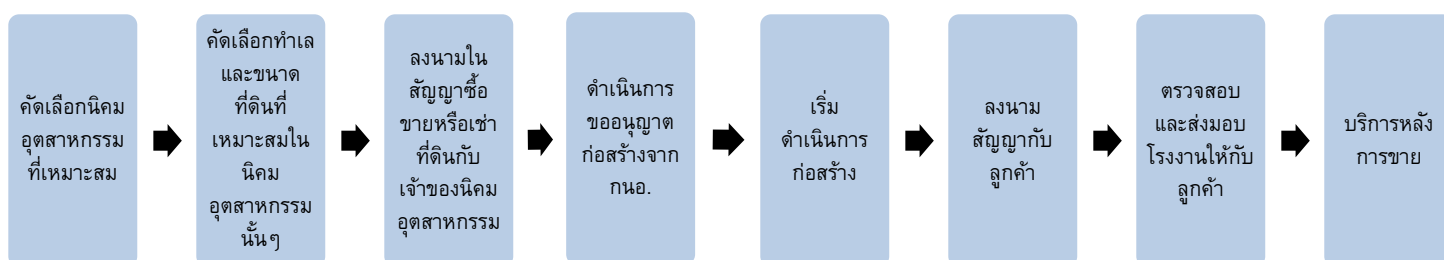 คัดเลือกนิคม
อุตสาหกรรม
ที่เหมาะสม
คัดเลือกทำเล
และขนาด
ที่ดินที่
เหมาะสมใน
นิคม
อุตสาหกรรม
นั้นๆ
ลงนามใน
สัญญาซื้อ
ขายหรือเช่า
ที่ดินกับ
เจ้าของนิคม
อุตสาหกรรม
ดำเนินการ
ขออนุญาต
ก่อสร้างจาก
กนอ.
เริ่ม
ดำเนินการ
ก่อสร้าง
ลงนาม
สัญญากับ
ลูกค้า
ตรวจสอบ
และส่งมอบ
โรงงานให้กับ
ลูกค้า
บริการหลัง
การขาย